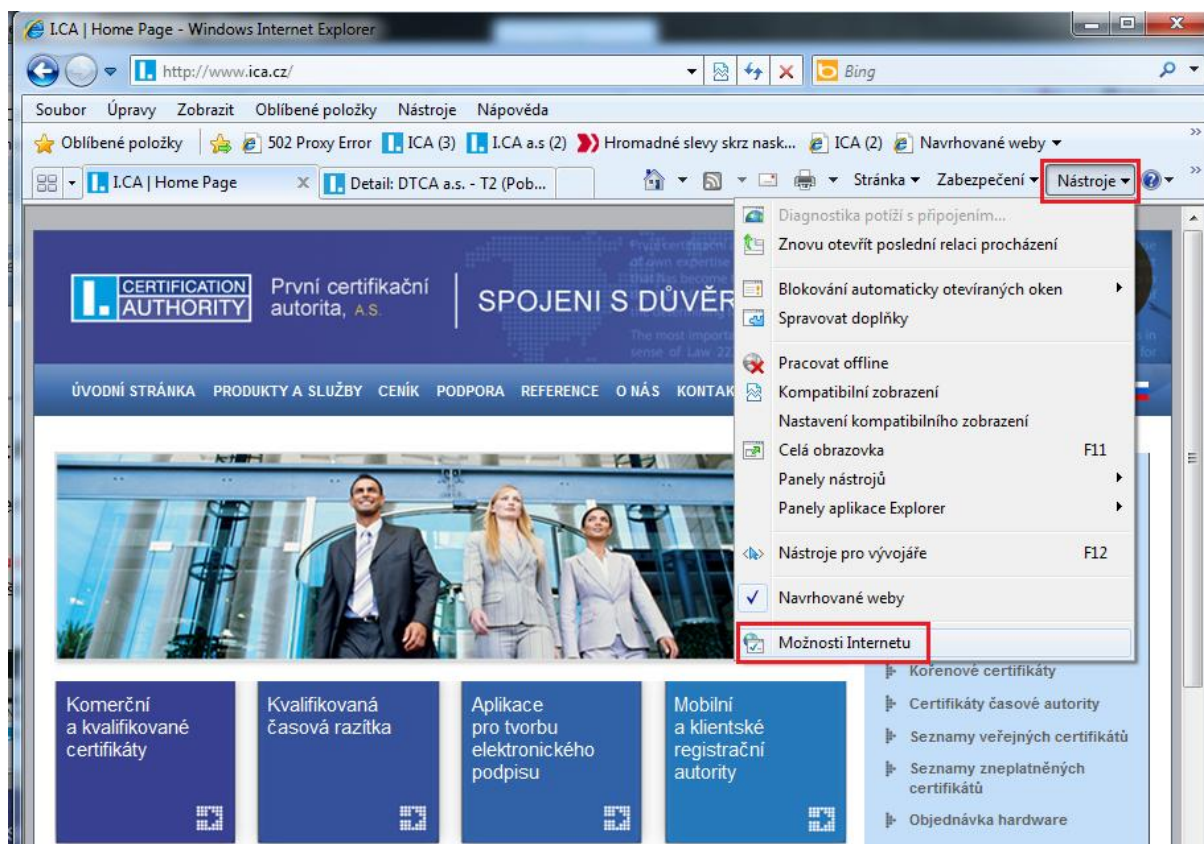 I.CA | Home Page - Windows Internet Explorer
http://www.ica.cz/
Bing
Soubor Úpravy Zobrazit Oblíbené položky Nástroje Nápověda
Oblíbené položky 502 Proxy Error ICA (3) I.CA a.s (2) Hromadné slevy skrz nask... ICA (2) Navrhované weby
I.CA | Home Page Detail: DTCA a.s. - T2 (Pob... Stránka Zabezpečení Nástroje
Diagnostika potíží s připojením...
Znovu otevřít poslední relaci procházení
Blokování automaticky otevíraných oken
Spravovat doplňky
Pracovat offline
Kompatibilní zobrazení
Nastavení kompatibilního zobrazení
Celá obrazovka F11
Panely nástrojů
Panely aplikace Explorer
Nástroje pro vývojáře F12
Navrhované weby
Možnosti Internetu
CERTIFICATION
AUTHORITY
První certifikační
autorita, A.S.
SPOJENI S DŮVĚR
ÚVODNÍ STRÁNKA PRODUKTY A SLUŽBY CENÍK PODPORA REFERENCE O NÁS KONTAK
Komerční
a kvalifikované
certifikáty
Kvalifikovaná
časová razítka
Aplikace
pro tvorbu
elektronického
podpisu
Mobilní
a klientské
registrační
autority
Kořenové certifikáty
Certifikáty časové autority
Seznamy veřejných certifikátů
Seznamy zneplatněných
certifikátů
Objednávka hardware